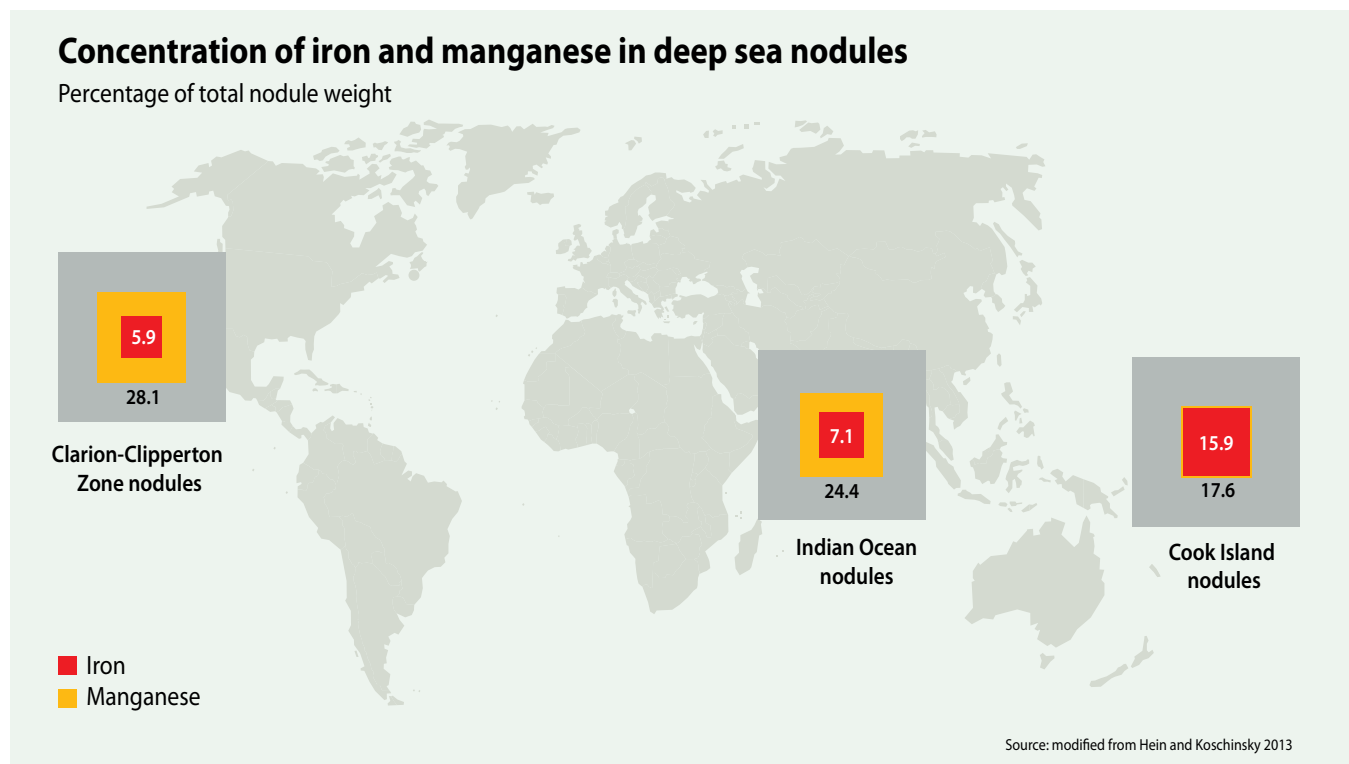 Concentration of iron and manganese in deep sea nodules
Percentage of total nodule weight
5.9
28.1
Clarion-Clipperton
Zone nodules
7.1
24.4
Indian Ocean
nodules
15.9
17.6
Cook Island
nodules
Iron
Manganese
Source: modified from Hein and Koschinsky 2013